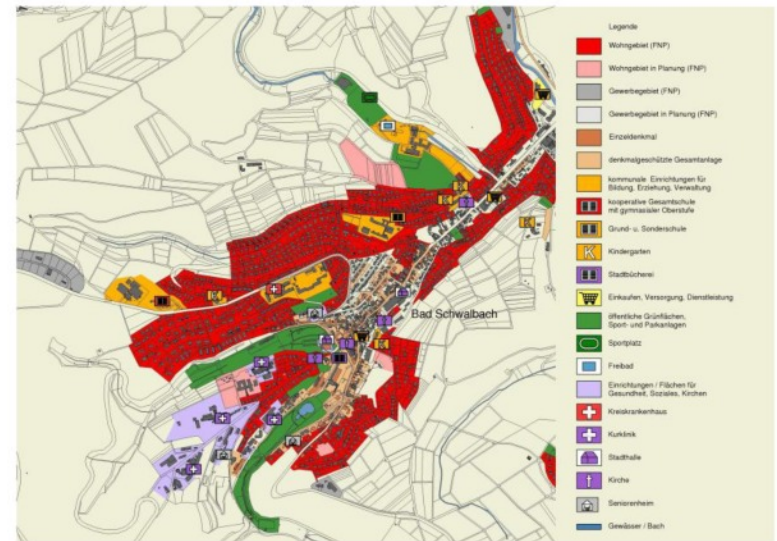 Legende
Wohngebiet (FNP)
Wohngebiet in Planung (FNP)
Gewerbegebiet (FNP)
Gewerbegebiet in Planung (FNP)
Einzeldenkmal
denkmalgeschützte Gesamtanlage
kommunale Einrichtungen für
Bildung, Erziehung, Verwaltung
kooperative Gesamtschule
mit gymnasialer Oberstufe
Grund- u. Sonderschule
K
Kindergarten
Stadtbücherei
Einkaufen, Versorgung, Dienstleistung
öffentliche Grünflächen,
Sport- und Parkanlagen
Sportplatz
Freibad
Einrichtungen / Flächen für
Gesundheit, Soziales, Kirchen
Kreiskrankenhaus
Kurklinik
Stadthalle
Kirche
Seniorenheim
Gewässer / Bach
Bad Schwalbach